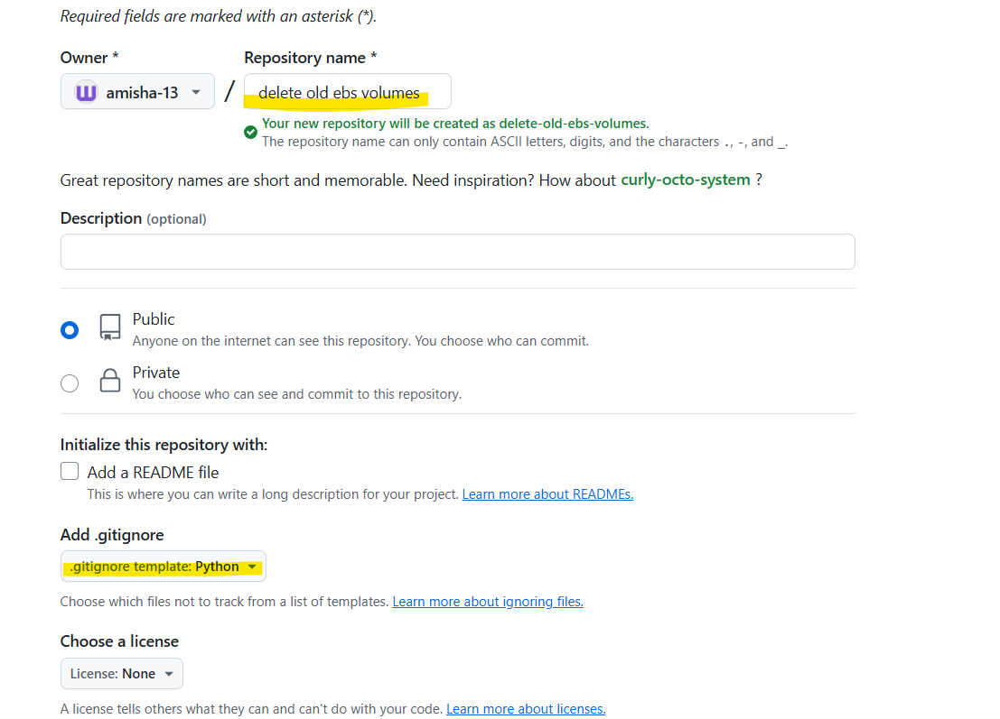 Required fields are marked with an asterisk (*).
Owner * Repository name *
amisha-13 / delete old ebs volumes
Your new repository will be created as delete-old-ebs-volumes.
The repository name can only contain ASCII letters, digits, and the characters ., -, and _.
Great repository names are short and memorable. Need inspiration? How about curly-octo-system ?
Description (optional)
Public
Anyone on the internet can see this repository. You choose who can commit.
Private
You choose who can see and commit to this repository.
Initialize this repository with:
Add a README file
This is where you can write a long description for your project. Learn more about READMEs.
Add .gitignore
.gitignore template: Python
Choose which files not to track from a list of templates. Learn more about ignoring files.
Choose a license
License: None
A license tells others what they can and can't do with your code. Learn more about licenses.